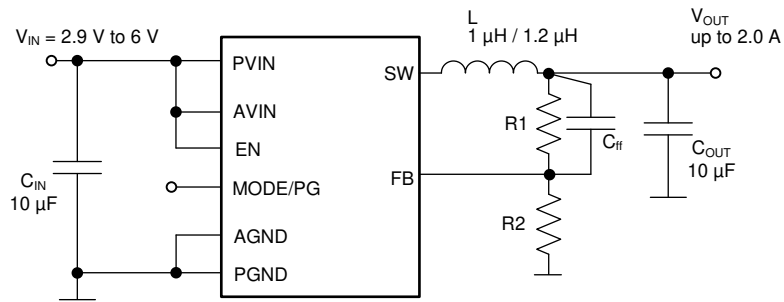 V_IN = 2.9 V to 6 V
L
1 µH / 1.2 µH
V_OUT
up to 2.0 A
PVIN
SW
AVIN
R1
C_ff
C_OUT
10 µF
EN
C_IN
10 µF
MODE/PG
FB
AGND
R2
PGND